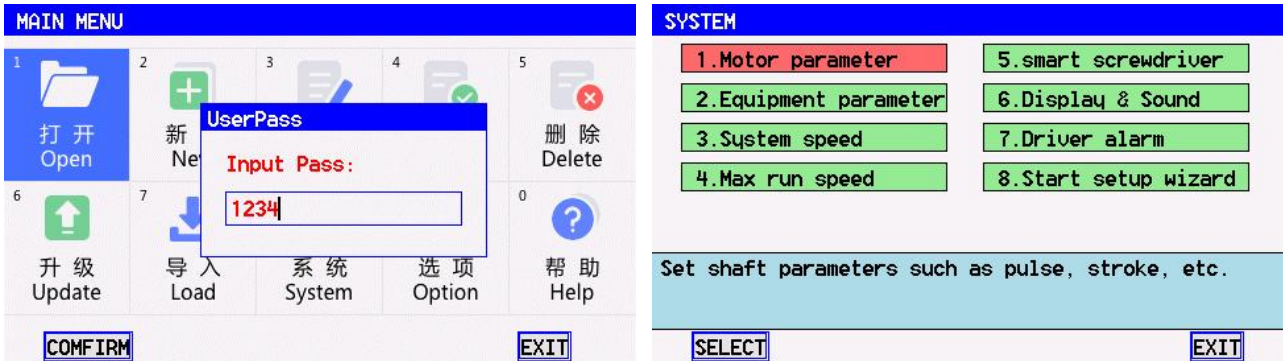 MAIN MENU
1
2
3
4
5
打 开
Open
新
Ne
删 除
Delete
UserPass
Input Pass:
1234
6
7
0
升 级
Update
导 入
Load
系 统
System
选 项
Option
帮 助
Help
COMFIRM
EXIT
SYSTEM
1.Motor parameter
2.Equipment parameter
3.System speed
4.Max run speed
5.smart screwdriver
6.Display & Sound
7.Driver alarm
8.Start setup wizard
Set shaft parameters such as pulse, stroke, etc.
SELECT
EXIT